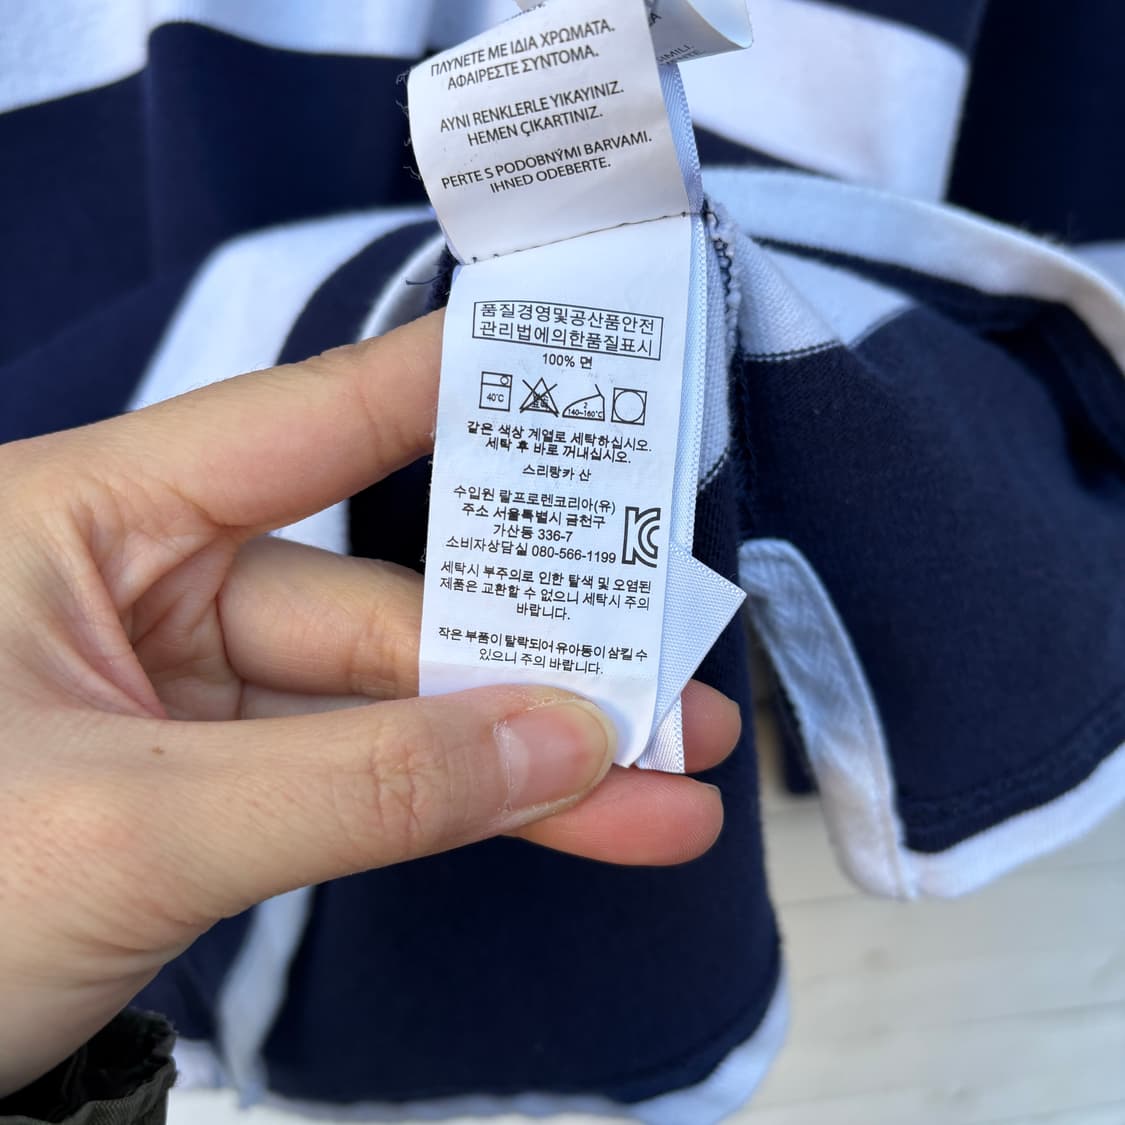 ΠΛΥΝΕΤΕ ΜΕ ΙΔΙΑ ΧΡΩΜΑΤΑ.
ΑΦΑΙΡΕΣΤΕ ΣΥΝΤΟΜΑ.
AYNI RENKLERLE YIKAYINIZ.
HEMEN ÇIKARTINIZ.
PERTE S PODOBNÝMI BARVAMI.
IHNED ODEBERTE.
품질경영및공산품안전
관리법에의한품질표시
100% 면
40°C
2
140~160°C
같은 색상 계열로 세탁하십시오.
세탁 후 바로 꺼내십시오.
스리랑카 산
수입원 랄프로렌코리아(유)
주소 서울특별시 금천구
가산동 336-7
소비자상담실 080-566-1199
세탁시 부주의로 인한 탈색 및 오염된
제품은 교환할 수 없으니 세탁시 주의
바랍니다.
작은 부품이 탈락되어 유아동이 삼킬 수
있으니 주의 바랍니다.